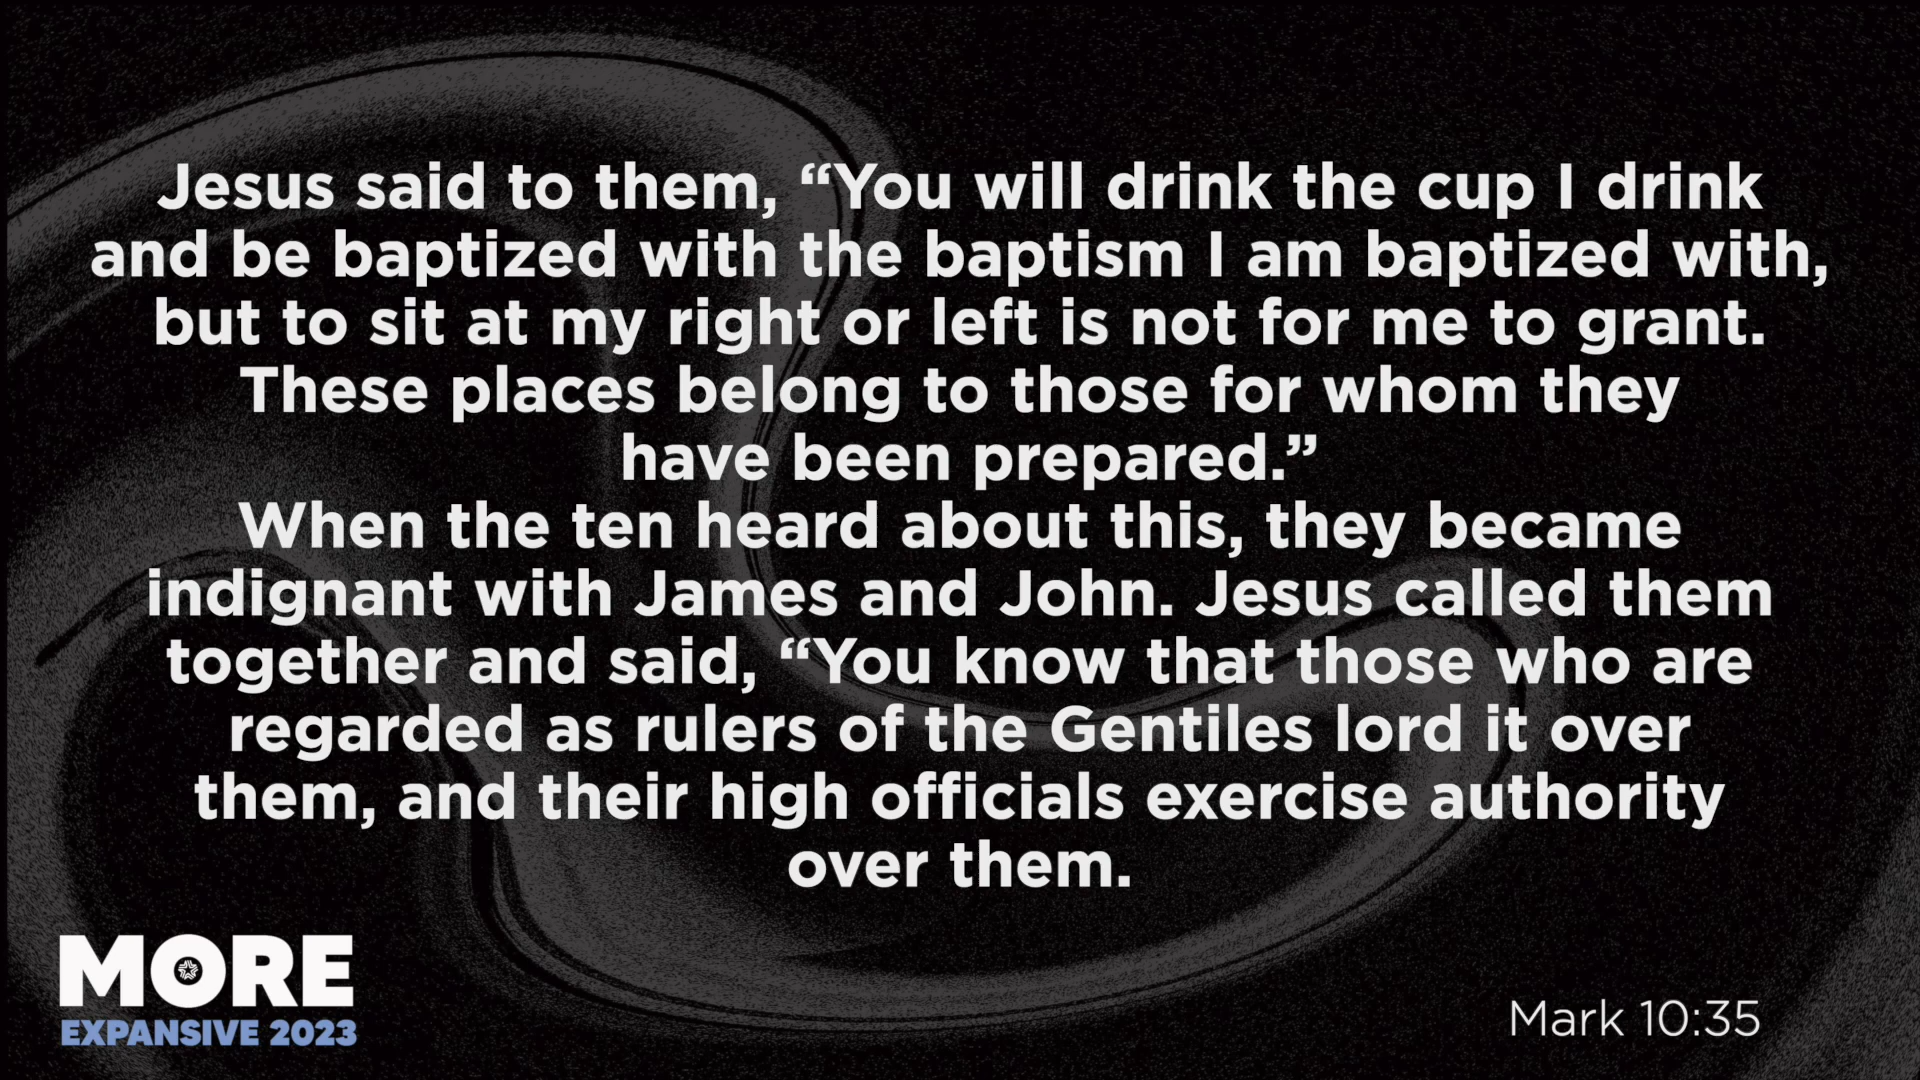 Jesus said to them, “You will drink the cup I drink
and be baptized with the baptism I am baptized with,
but to sit at my right or left is not for me to grant.
These places belong to those for whom they
have been prepared.”
When the ten heard about this, they became
indignant with James and John. Jesus called them
together and said, “You know that those who are
regarded as rulers of the Gentiles lord it over
them, and their high officials exercise authority
over them.
MORE
EXPANSIVE 2023
Mark 10:35